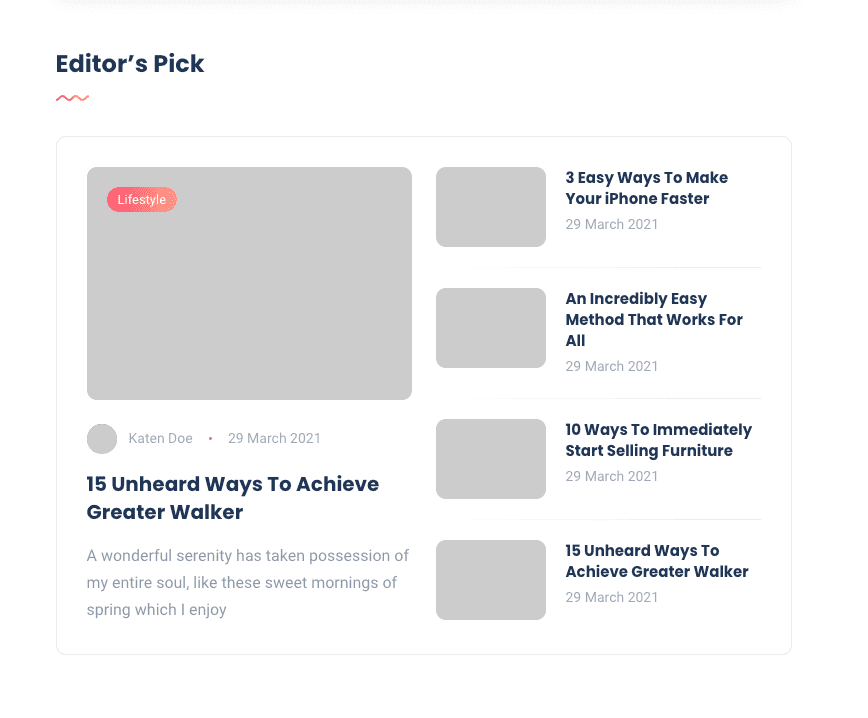 Editor’s Pick
Lifestyle
Katen Doe • 29 March 2021
15 Unheard Ways To Achieve
Greater Walker
A wonderful serenity has taken possession of
my entire soul, like these sweet mornings of
spring which I enjoy
3 Easy Ways To Make
Your iPhone Faster
29 March 2021
An Incredibly Easy
Method That Works For
All
29 March 2021
10 Ways To Immediately
Start Selling Furniture
29 March 2021
15 Unheard Ways To
Achieve Greater Walker
29 March 2021